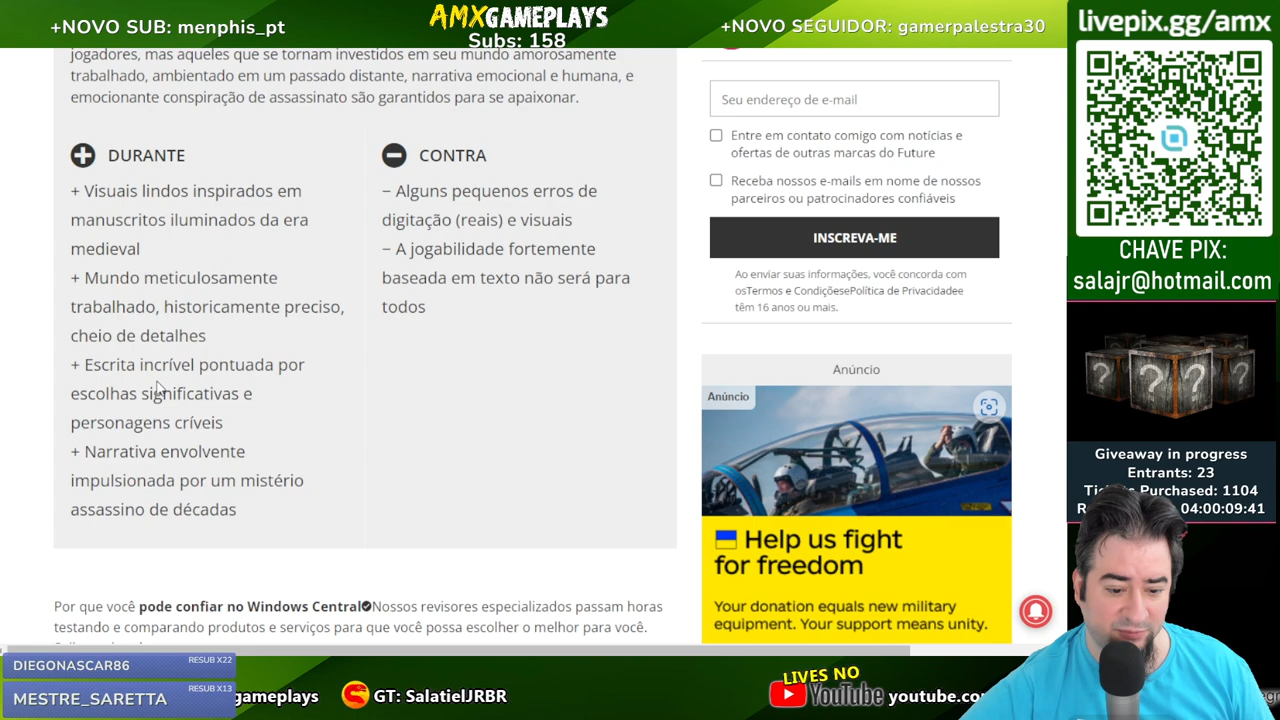 +NOVO SUB: menphis_pt
AMXGAMEPLAYS
Subs: 158
+NOVO SEGUIDOR: gamerpalestra30
livepix.gg/amx
jogadores, mas aqueles que se tornam investidos em seu mundo amorosamente
trabalhado, ambientado em um passado distante, narrativa emocional e humana, e
emocionante conspiração de assassinato são garantidos para se apaixonar.
DURANTE
+ Visuais lindos inspirados em
manuscritos iluminados da era
medieval
+ Mundo meticulosamente
trabalhado, historicamente preciso,
cheio de detalhes
+ Escrita incrível pontuada por
escolhas significativas e
personagens críveis
+ Narrativa envolvente
impulsionada por um mistério
assassino de décadas
CONTRA
− Alguns pequenos erros de
digitação (reais) e visuais
− A jogabilidade fortemente
baseada em texto não será para
todos
Por que você pode confiar no Windows Central Nossos revisores especializados passam horas
testando e comparando produtos e serviços para que você possa escolher o melhor para você.
Seu endereço de e-mail
Entre em contato comigo com notícias e
ofertas de outras marcas do Future
Receba nossos e-mails em nome de nossos
parceiros ou patrocinadores confiáveis
INSCREVA-ME
Ao enviar suas informações, você concorda com
osTermos e CondiçõesePolítica de Privacidadee
têm 16 anos ou mais.
Anúncio
Anúncio
Help us fight
for freedom
Your donation equals new military
equipment. Your support means unity.
CHAVE PIX:
salajr@hotmail.com
? ? ? ?
Giveaway in progress
Entrants: 23
Purchased: 1104
04:00:09:41
DIEGONASCAR86 RESUB X22
MESTRE_SARETTA RESUB X13
gameplays
GT: SalatielJRBR
LIVES NO
YouTube youtube.co